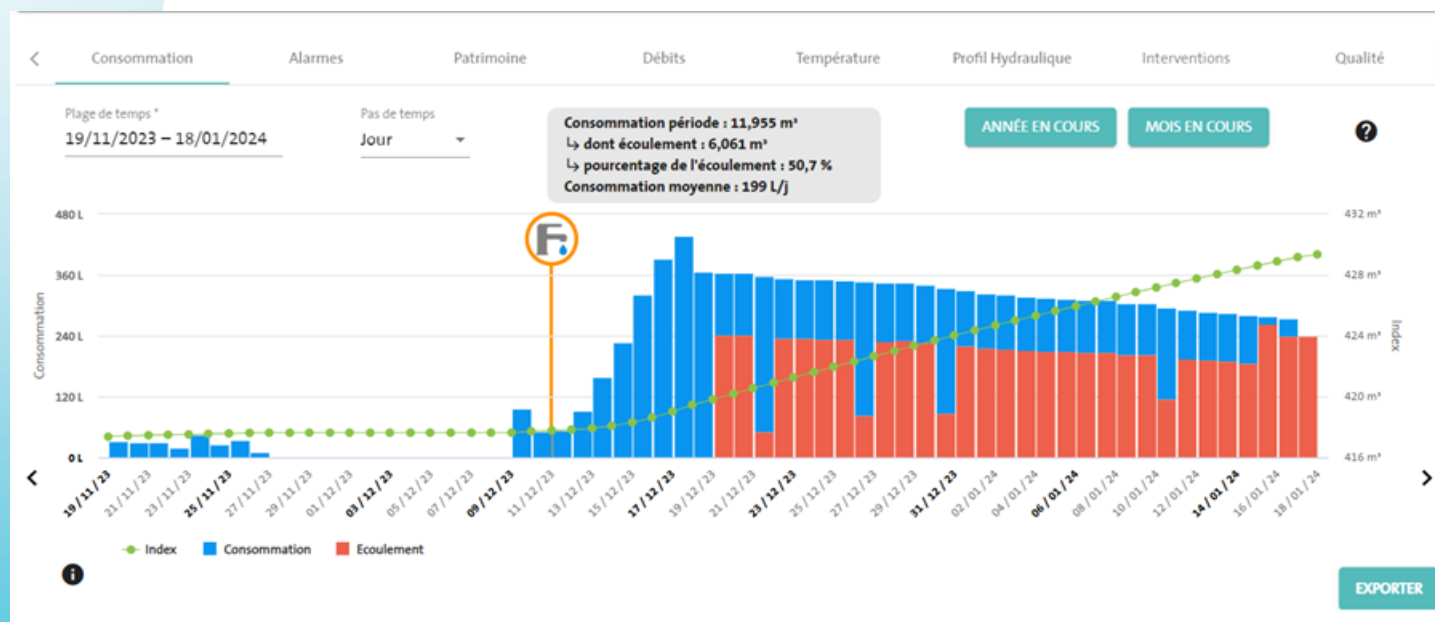 Consommation
Alarmes
Patrimoine
Débits
Température
Profil Hydraulique
Interventions
Qualité
Plage de temps *
19/11/2023 – 18/01/2024
Pas de temps
Jour
Consommation période : 11,955 m³
↳ dont écoulement : 6,061 m³
↳ pourcentage de l'écoulement : 50,7 %
Consommation moyenne : 199 L/j
ANNÉE EN COURS
MOIS EN COURS
?
480 L
360 L
240 L
120 L
0 L
Consommation
432 m³
428 m³
424 m³
420 m³
416 m³
Index
19/11/23
21/11/23
23/11/23
25/11/23
27/11/23
29/11/23
01/12/23
03/12/23
05/12/23
07/12/23
09/12/23
11/12/23
13/12/23
15/12/23
17/12/23
19/12/23
21/12/23
23/12/23
25/12/23
27/12/23
29/12/23
31/12/23
02/01/24
04/01/24
06/01/24
08/01/24
10/01/24
12/01/24
14/01/24
16/01/24
18/01/24
Index
Consommation
Ecoulement
i
EXPORTER